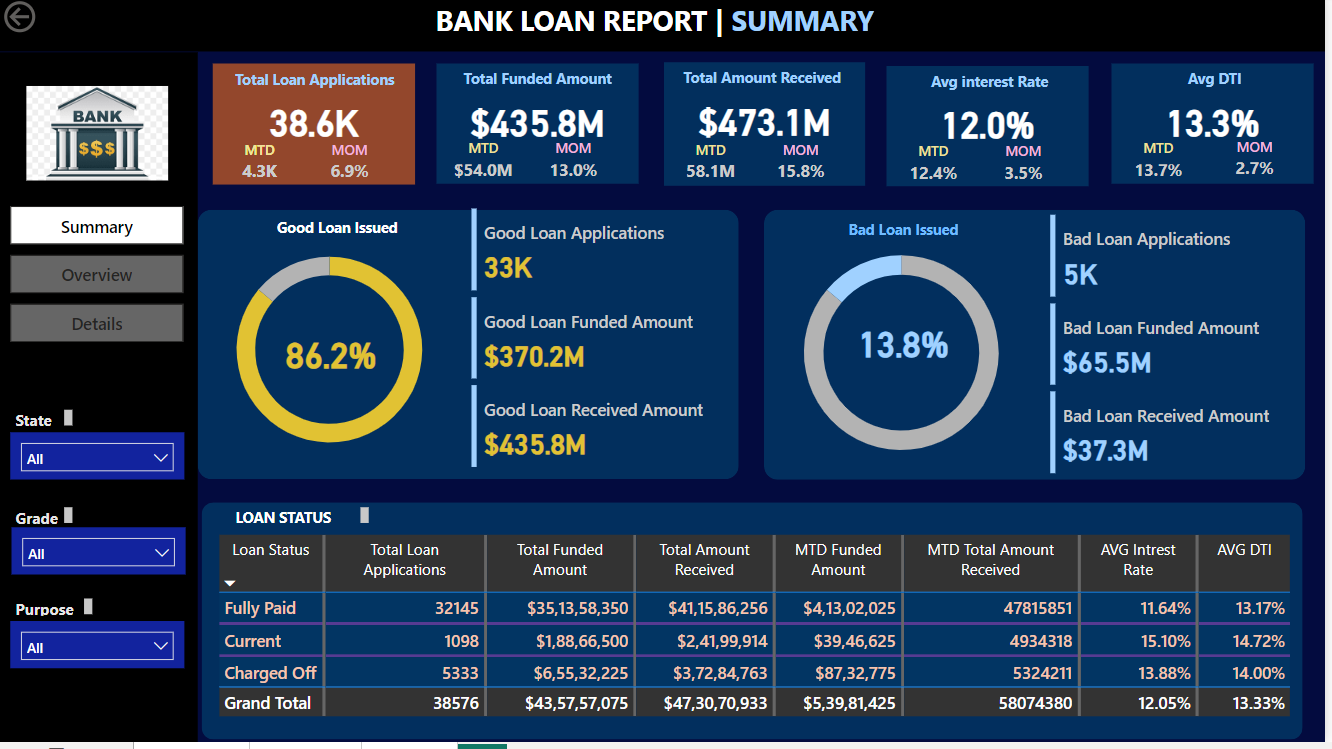 BANK LOAN REPORT | SUMMARY
BANK
$$$
Summary
Overview
Details
State
All
Grade
All
Purpose
All
Total Loan Applications
38.6K
MTD MOM
4.3K 6.9%
Total Funded Amount
$435.8M
MTD MOM
$54.0M 13.0%
Total Amount Received
$473.1M
MTD MOM
58.1M 15.8%
Avg interest Rate
12.0%
MTD MOM
12.4% 3.5%
Avg DTI
13.3%
MTD MOM
13.7% 2.7%
Good Loan Issued
86.2%
Good Loan Applications
33K
Good Loan Funded Amount
$370.2M
Good Loan Received Amount
$435.8M
Bad Loan Issued
13.8%
Bad Loan Applications
5K
Bad Loan Funded Amount
$65.5M
Bad Loan Received Amount
$37.3M
LOAN STATUS
Loan Status Total Loan Applications Total Funded Amount Total Amount Received MTD Funded Amount MTD Total Amount Received AVG Intrest Rate AVG DTI
Fully Paid 32145 $35,13,58,350 $41,15,86,256 $4,13,02,025 47815851 11.64% 13.17%
Current 1098 $1,88,66,500 $2,41,99,914 $39,46,625 4934318 15.10% 14.72%
Charged Off 5333 $6,55,32,225 $3,72,84,763 $87,32,775 5324211 13.88% 14.00%
Grand Total 38576 $43,57,57,075 $47,30,70,933 $5,39,81,425 58074380 12.05% 13.33%